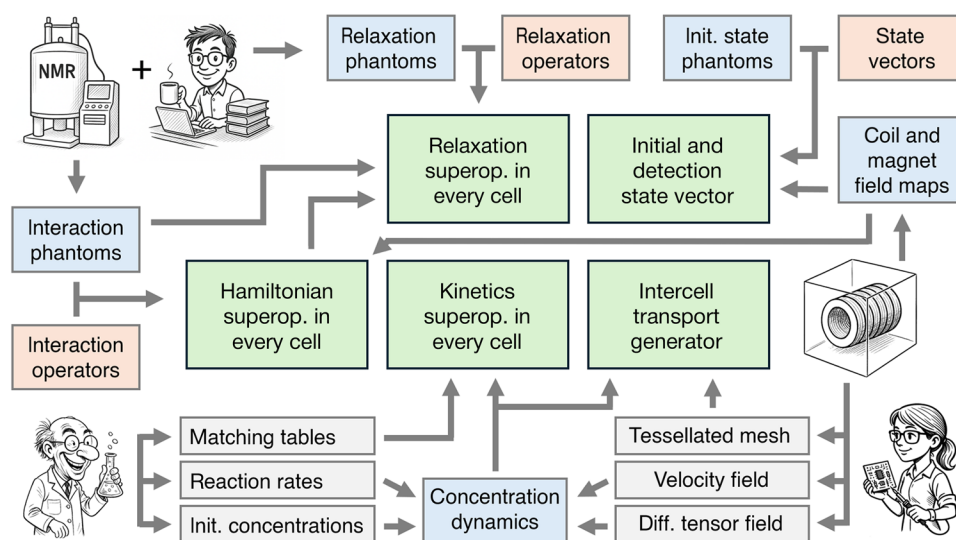 NMR
+
Relaxation
phantoms
Relaxation
operators
Init. state
phantoms
State
vectors
Relaxation
superop. in
every cell
Initial and
detection
state vector
Coil and
magnet
field maps
Interaction
phantoms
Hamiltonian
superop. in
every cell
Kinetics
superop. in
every cell
Intercell
transport
generator
Interaction
operators
Matching tables
Reaction rates
Init. concentrations
Concentration
dynamics
Tessellated mesh
Velocity field
Diff. tensor field